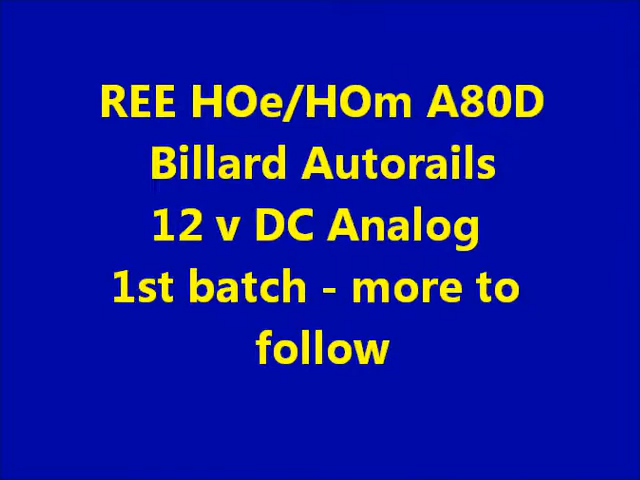 REE HOe/HOm A80D
Billard Autorails
12 v DC Analog
1st batch - more to
follow